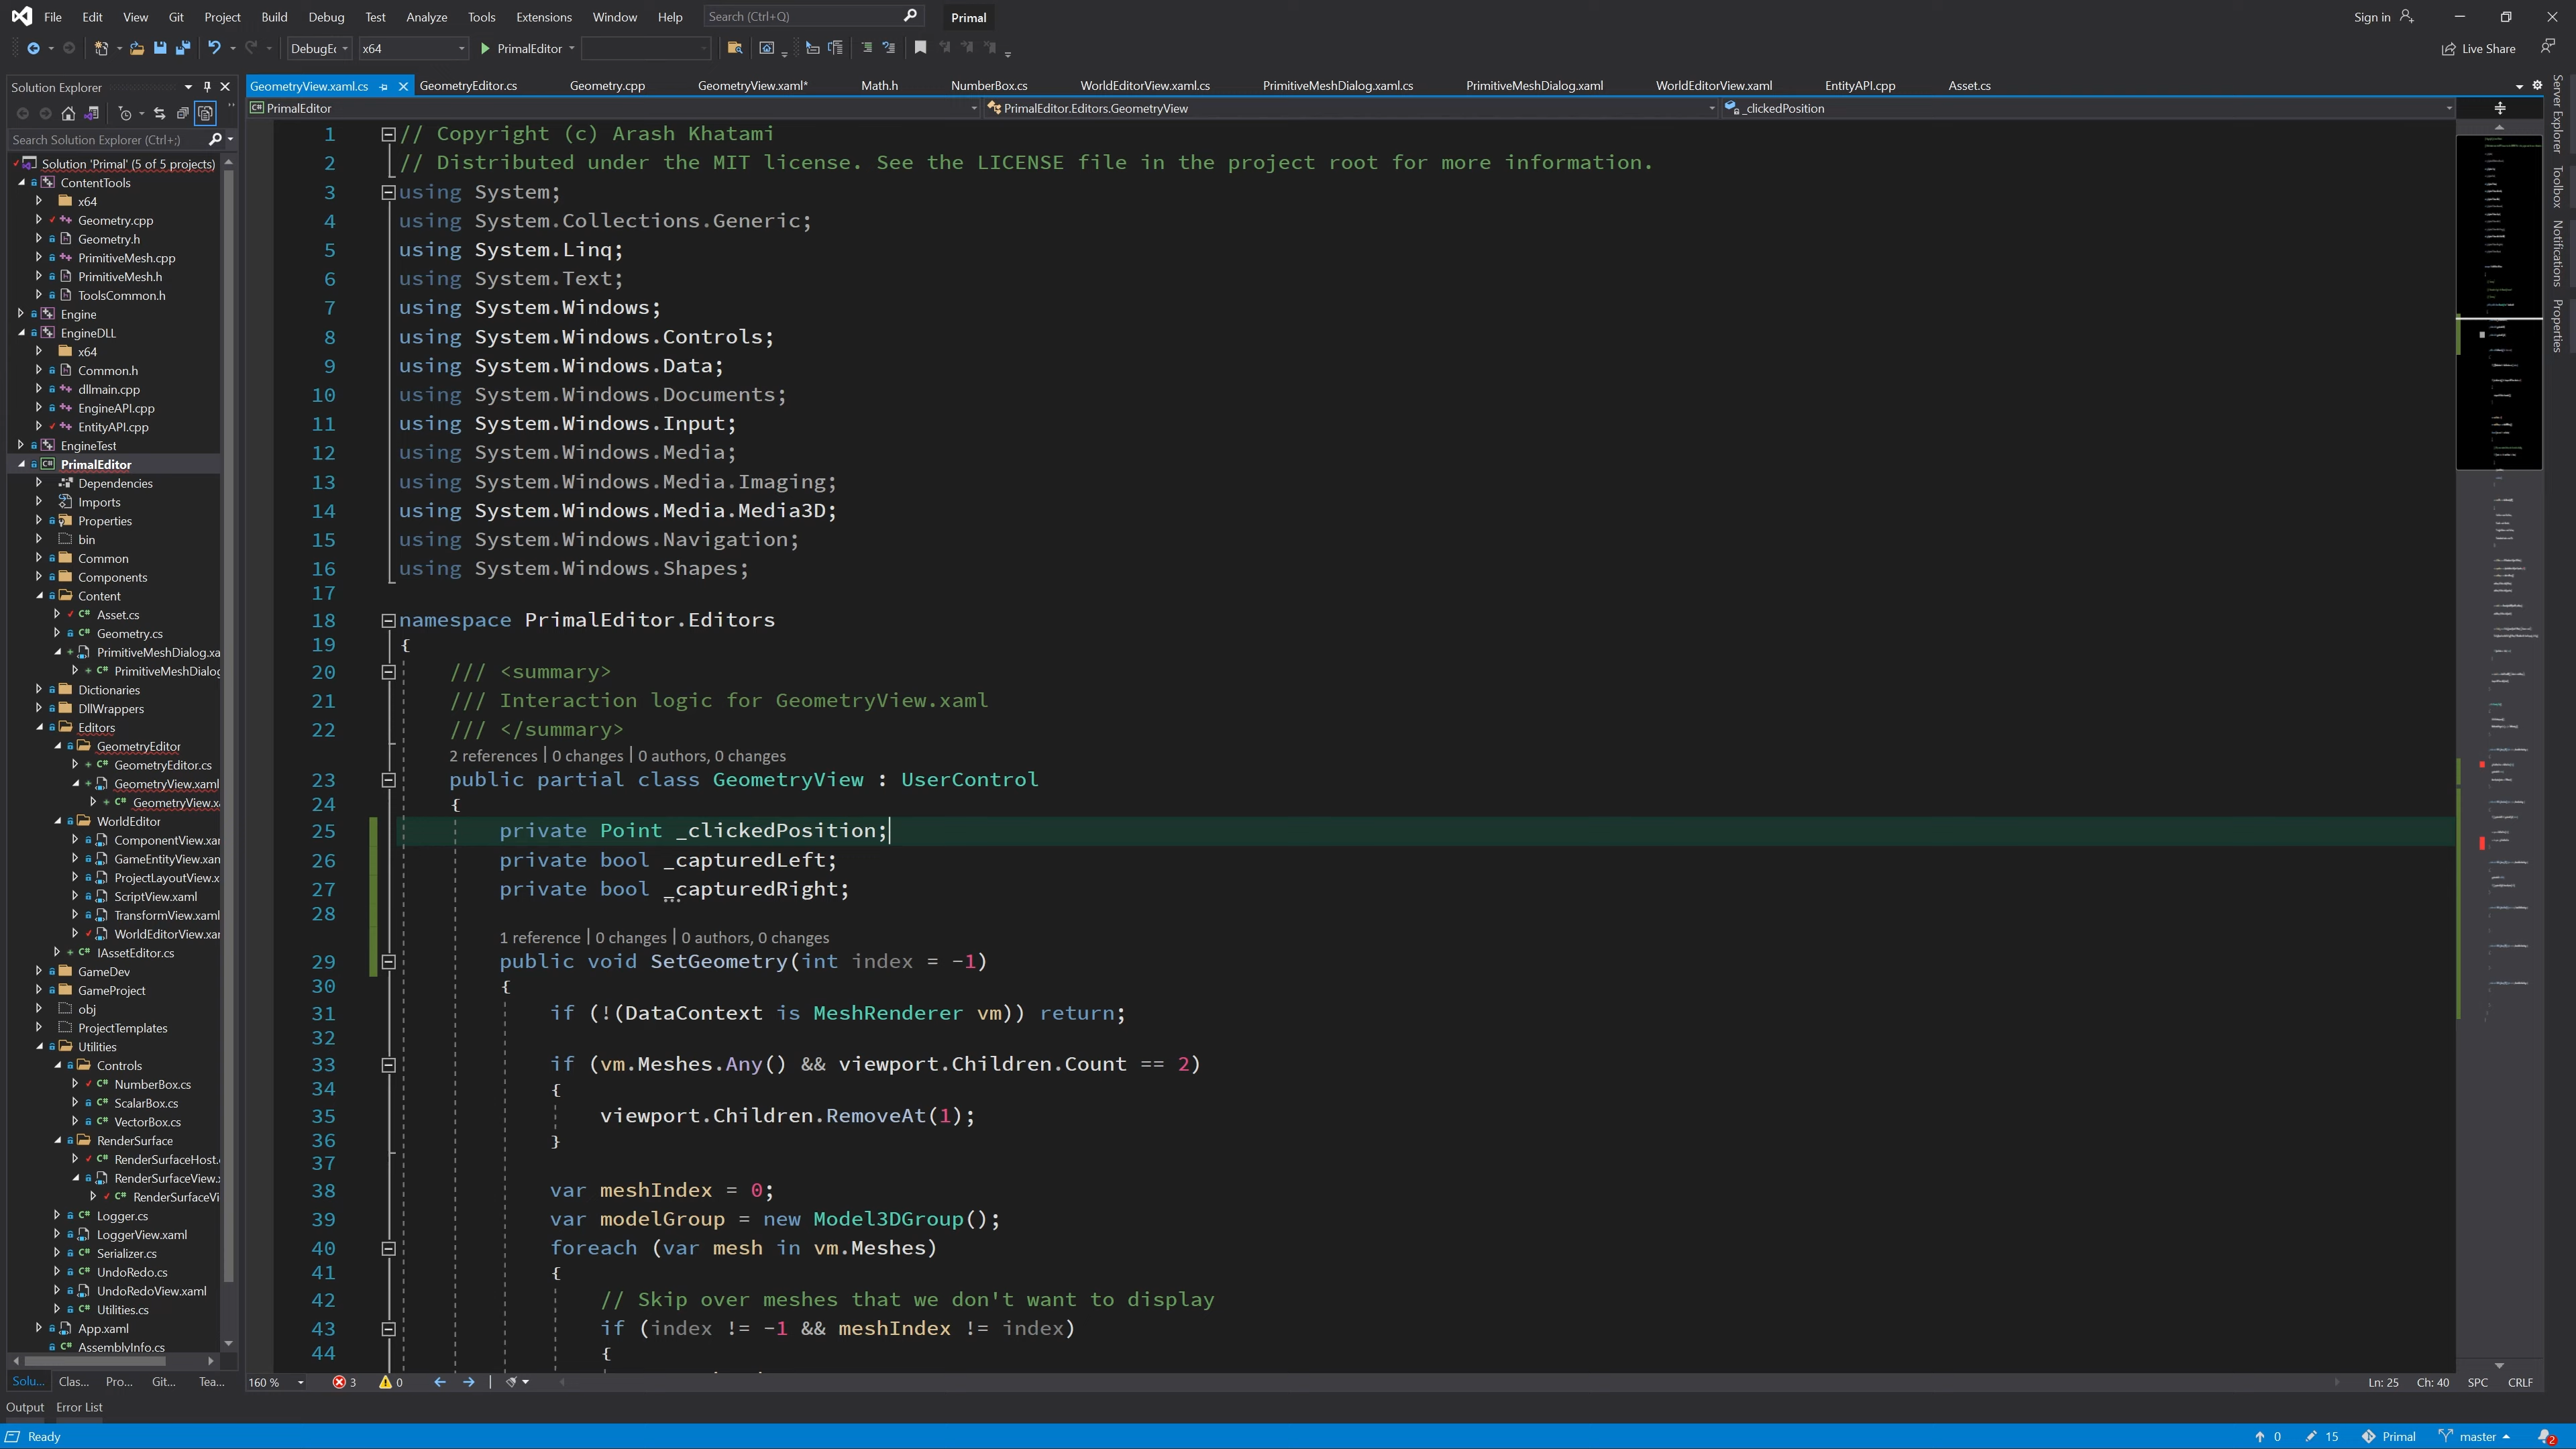 File Edit View Git Project Build Debug Test Analyze Tools Extensions Window Help Search (Ctrl+Q) Primal Sign in
DebugEc x64 PrimalEditor Live Share
Solution Explorer
Search Solution Explorer (Ctrl+;)
Solution 'Primal' (5 of 5 projects)
ContentTools
x64
Geometry.cpp
Geometry.h
PrimitiveMesh.cpp
PrimitiveMesh.h
ToolsCommon.h
Engine
EngineDLL
x64
Common.h
dllmain.cpp
EngineAPI.cpp
EntityAPI.cpp
EngineTest
PrimalEditor
Dependencies
Imports
Properties
bin
Common
Components
Content
Asset.cs
Geometry.cs
PrimitiveMeshDialog.xa
PrimitiveMeshDialog
Dictionaries
DllWrappers
Editors
GeometryEditor
GeometryEditor.cs
GeometryView.xaml
GeometryView.xa
WorldEditor
ComponentView.xar
GameEntityView.xan
ProjectLayoutView.x
ScriptView.xaml
TransformView.xaml
WorldEditorView.xar
IAssetEditor.cs
GameDev
GameProject
obj
ProjectTemplates
Utilities
Controls
NumberBox.cs
ScalarBox.cs
VectorBox.cs
RenderSurface
RenderSurfaceHost.
RenderSurfaceView.
RenderSurfaceVi
Logger.cs
LoggerView.xaml
Serializer.cs
UndoRedo.cs
UndoRedoView.xaml
Utilities.cs
App.xaml
AssemblyInfo.cs
Solu... Clas... Pro... Git... Tea...
GeometryView.xaml.cs GeometryEditor.cs Geometry.cpp GeometryView.xaml* Math.h NumberBox.cs WorldEditorView.xaml.cs PrimitiveMeshDialog.xaml.cs PrimitiveMeshDialog.xaml WorldEditorView.xaml EntityAPI.cpp Asset.cs
PrimalEditor PrimalEditor.Editors.GeometryView _clickedPosition
1 // Copyright (c) Arash Khatami
2 // Distributed under the MIT license. See the LICENSE file in the project root for more information.
3 using System;
4 using System.Collections.Generic;
5 using System.Linq;
6 using System.Text;
7 using System.Windows;
8 using System.Windows.Controls;
9 using System.Windows.Data;
10 using System.Windows.Documents;
11 using System.Windows.Input;
12 using System.Windows.Media;
13 using System.Windows.Media.Imaging;
14 using System.Windows.Media.Media3D;
15 using System.Windows.Navigation;
16 using System.Windows.Shapes;
17
18 namespace PrimalEditor.Editors
19 {
20 /// <summary>
21 /// Interaction logic for GeometryView.xaml
22 /// </summary>
2 references | 0 changes | 0 authors, 0 changes
23 public partial class GeometryView : UserControl
24 {
25 private Point _clickedPosition;
26 private bool _capturedLeft;
27 private bool _capturedRight;
28
1 reference | 0 changes | 0 authors, 0 changes
29 public void SetGeometry(int index = -1)
30 {
31 if (!(DataContext is MeshRenderer vm)) return;
32
33 if (vm.Meshes.Any() && viewport.Children.Count == 2)
34 {
35 viewport.Children.RemoveAt(1);
36 }
37
38 var meshIndex = 0;
39 var modelGroup = new Model3DGroup();
40 foreach (var mesh in vm.Meshes)
41 {
42 // Skip over meshes that we don't want to display
43 if (index != -1 && meshIndex != index)
44 {
160 % 3 0 Ln: 25 Ch: 40 SPC CRLF
Server Explorer
Toolbox
Notifications
Properties
Output Error List
Ready 0 15 Primal master 2